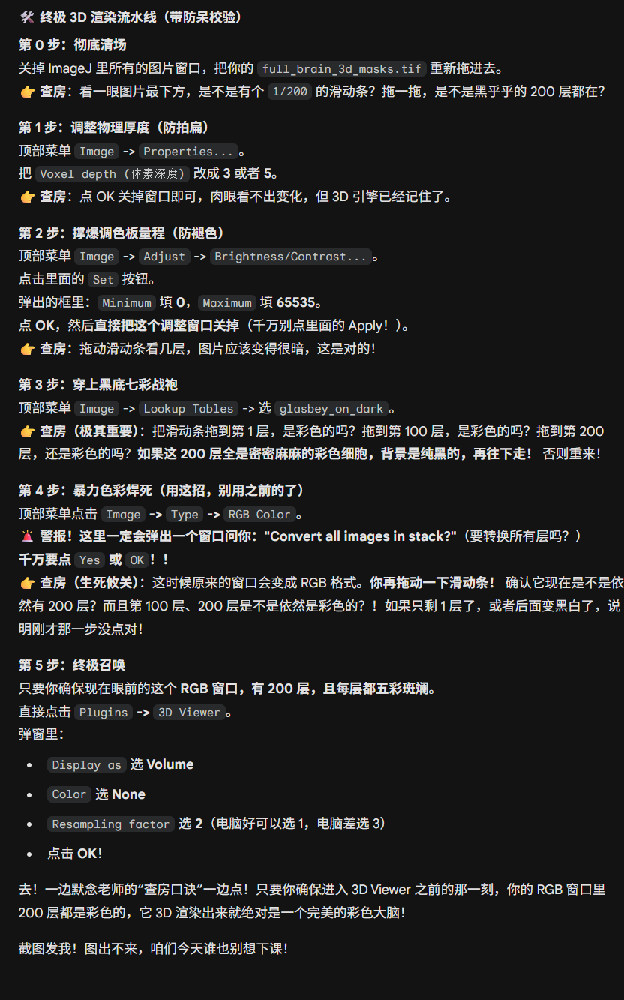 🛠️ 终极 3D 渲染流水线（带防呆校验）
第 0 步：彻底清场
关掉 ImageJ 里所有的图片窗口，把你的 full_brain_3d_masks.tif 重新拖进去。
👉 查房：看一眼图片最下方，是不是有个 1/200 的滑动条？拖一拖，是不是黑乎乎的 200 层都在？
第 1 步：调整物理厚度（防拍扁）
顶部菜单 Image -> Properties...。
把 Voxel depth (体素深度) 改成 3 或者 5。
👉 查房：点 OK 关掉窗口即可，肉眼看不出变化，但 3D 引擎已经记住了。
第 2 步：撑爆调色板量程（防褪色）
顶部菜单 Image -> Adjust -> Brightness/Contrast...。
点击里面的 Set 按钮。
弹出的框里：Minimum 填 0，Maximum 填 65535。
点 OK，然后直接把这个调整窗口关掉（千万别点里面的 Apply！）。
👉 查房：拖动滑动条看几层，图片应该变得很暗，这是对的！
第 3 步：穿上黑底七彩战袍
顶部菜单 Image -> Lookup Tables -> 选 glasbey_on_dark。
👉 查房（极其重要）：把滑动条拖到第 1 层，是彩色的吗？拖到第 100 层，是彩色的吗？拖到第 200
层，还是彩色的吗？如果这 200 层全是密密麻麻的彩色细胞，背景是纯黑的，再往下走！ 否则重来！
第 4 步：暴力色彩焊死（用这招，别用之前的了）
顶部菜单点击 Image -> Type -> RGB Color。
🚨 警报！这里一定会弹出一个窗口问你："Convert all images in stack?"（要转换所有层吗？）
千万要点 Yes 或 OK！！
👉 查房（生死攸关）：这时候原来的窗口会变成 RGB 格式。你再拖动一下滑动条！ 确认它现在是不是依
然有 200 层？而且第 100 层、200 层是不是依然是彩色的？！如果只剩 1 层了，或者后面变黑白了，说
明刚才那一步没点对！
第 5 步：终极召唤
只要你确保现在眼前的这个 RGB 窗口，有 200 层，且每层都五彩斑斓。
直接点击 Plugins -> 3D Viewer。
弹窗里：
• Display as 选 Volume
• Color 选 None
• Resampling factor 选 2（电脑好可以选 1，电脑差选 3）
• 点击 OK！
去！一边默念老师的“查房口诀”一边点！只要你确保进入 3D Viewer 之前的那一刻，你的 RGB 窗口里
200 层都是彩色的，它 3D 渲染出来就绝对是一个完美的彩色大脑！
截图发我！图出不来，咱们今天谁也别想下课！